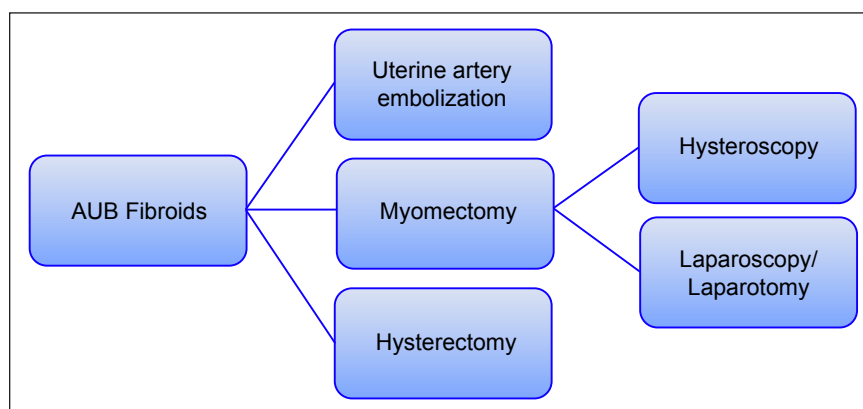 AUB Fibroids
Uterine artery
embolization
Myomectomy
Hysterectomy
Hysteroscopy
Laparoscopy/
Laparotomy